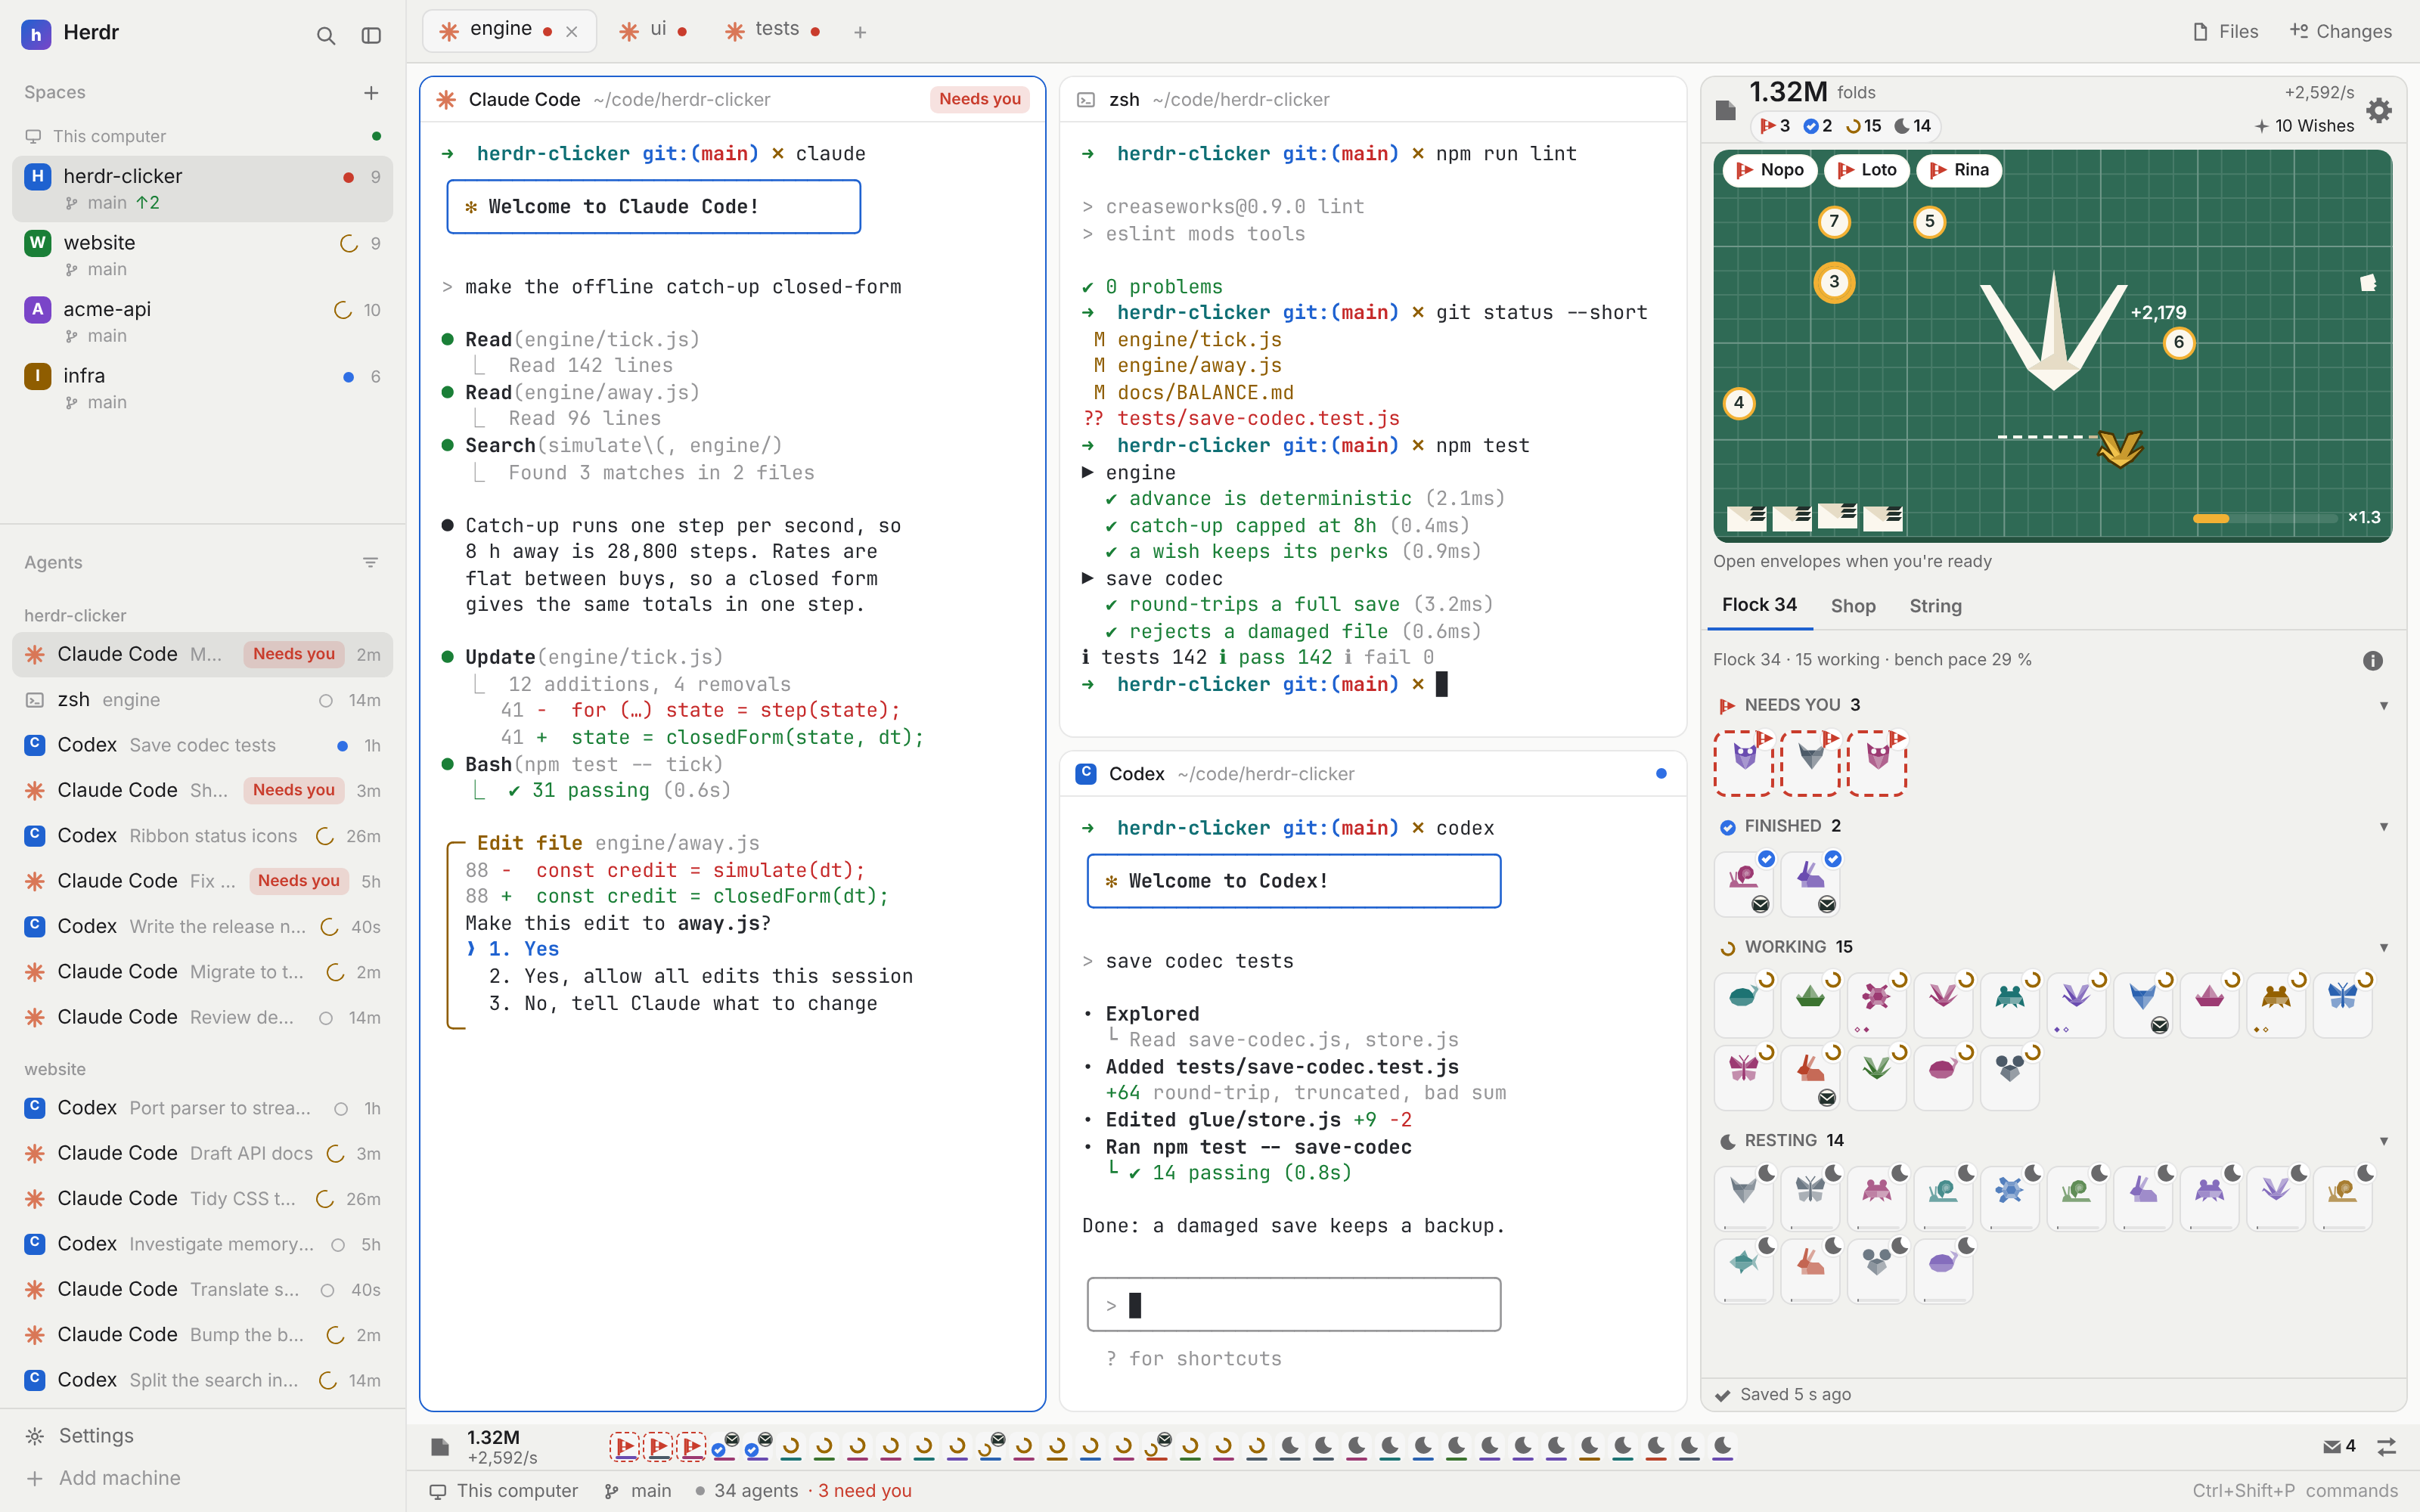 h Herdr
Spaces
This computer
H herdr-clicker 9
main ↑2
W website 9
main
A acme-api 10
main
I infra 6
main
Agents
herdr-clicker
Claude Code M... Needs you 2m
zsh engine 14m
C Codex Save codec tests 1h
Claude Code Sh... Needs you 3m
C Codex Ribbon status icons 26m
Claude Code Fix ... Needs you 5h
C Codex Write the release n... 40s
Claude Code Migrate to t... 2m
Claude Code Review de... 14m
website
C Codex Port parser to strea... 1h
Claude Code Draft API docs 3m
Claude Code Tidy CSS t... 26m
C Codex Investigate memory... 5h
Claude Code Translate s... 40s
Claude Code Bump the b... 2m
C Codex Split the search in... 14m
Settings
+ Add machine
engine ● ×
ui ●
tests ●
+
Files
Changes
Claude Code ~/code/herdr-clicker Needs you
➜ herdr-clicker git:(main) ✗ claude
✻ Welcome to Claude Code!
> make the offline catch-up closed-form
● Read(engine/tick.js)
⎿ Read 142 lines
● Read(engine/away.js)
⎿ Read 96 lines
● Search(simulate\(, engine/)
⎿ Found 3 matches in 2 files
● Catch-up runs one step per second, so
8 h away is 28,800 steps. Rates are
flat between buys, so a closed form
gives the same totals in one step.
● Update(engine/tick.js)
⎿ 12 additions, 4 removals
41 - for (…) state = step(state);
41 + state = closedForm(state, dt);
● Bash(npm test -- tick)
⎿ ✔ 31 passing (0.6s)
Edit file engine/away.js
88 - const credit = simulate(dt);
88 + const credit = closedForm(dt);
Make this edit to away.js?
❯ 1. Yes
2. Yes, allow all edits this session
3. No, tell Claude what to change
zsh ~/code/herdr-clicker
➜ herdr-clicker git:(main) ✗ npm run lint
> creaseworks@0.9.0 lint
> eslint mods tools
✔ 0 problems
➜ herdr-clicker git:(main) ✗ git status --short
M engine/tick.js
M engine/away.js
M docs/BALANCE.md
?? tests/save-codec.test.js
➜ herdr-clicker git:(main) ✗ npm test
▶ engine
✔ advance is deterministic (2.1ms)
✔ catch-up capped at 8h (0.4ms)
✔ a wish keeps its perks (0.9ms)
▶ save codec
✔ round-trips a full save (3.2ms)
✔ rejects a damaged file (0.6ms)
ℹ tests 142 ℹ pass 142 ℹ fail 0
➜ herdr-clicker git:(main) ✗
C Codex ~/code/herdr-clicker
➜ herdr-clicker git:(main) ✗ codex
✻ Welcome to Codex!
> save codec tests
• Explored
└ Read save-codec.js, store.js
• Added tests/save-codec.test.js
+64 round-trip, truncated, bad sum
• Edited glue/store.js +9 -2
• Ran npm test -- save-codec
└ ✔ 14 passing (0.8s)
Done: a damaged save keeps a backup.
>
? for shortcuts
1.32M folds +2,592/s
3 2 15 14 10 Wishes
Nopo Loto Rina
7 5
3
+2,179
6
4
×1.3
Open envelopes when you're ready
Flock 34 Shop String
Flock 34 · 15 working · bench pace 29 %
NEEDS YOU 3
FINISHED 2
WORKING 15
RESTING 14
Saved 5 s ago
1.32M
+2,592/s
4
This computer main 34 agents · 3 need you
Ctrl+Shift+P commands